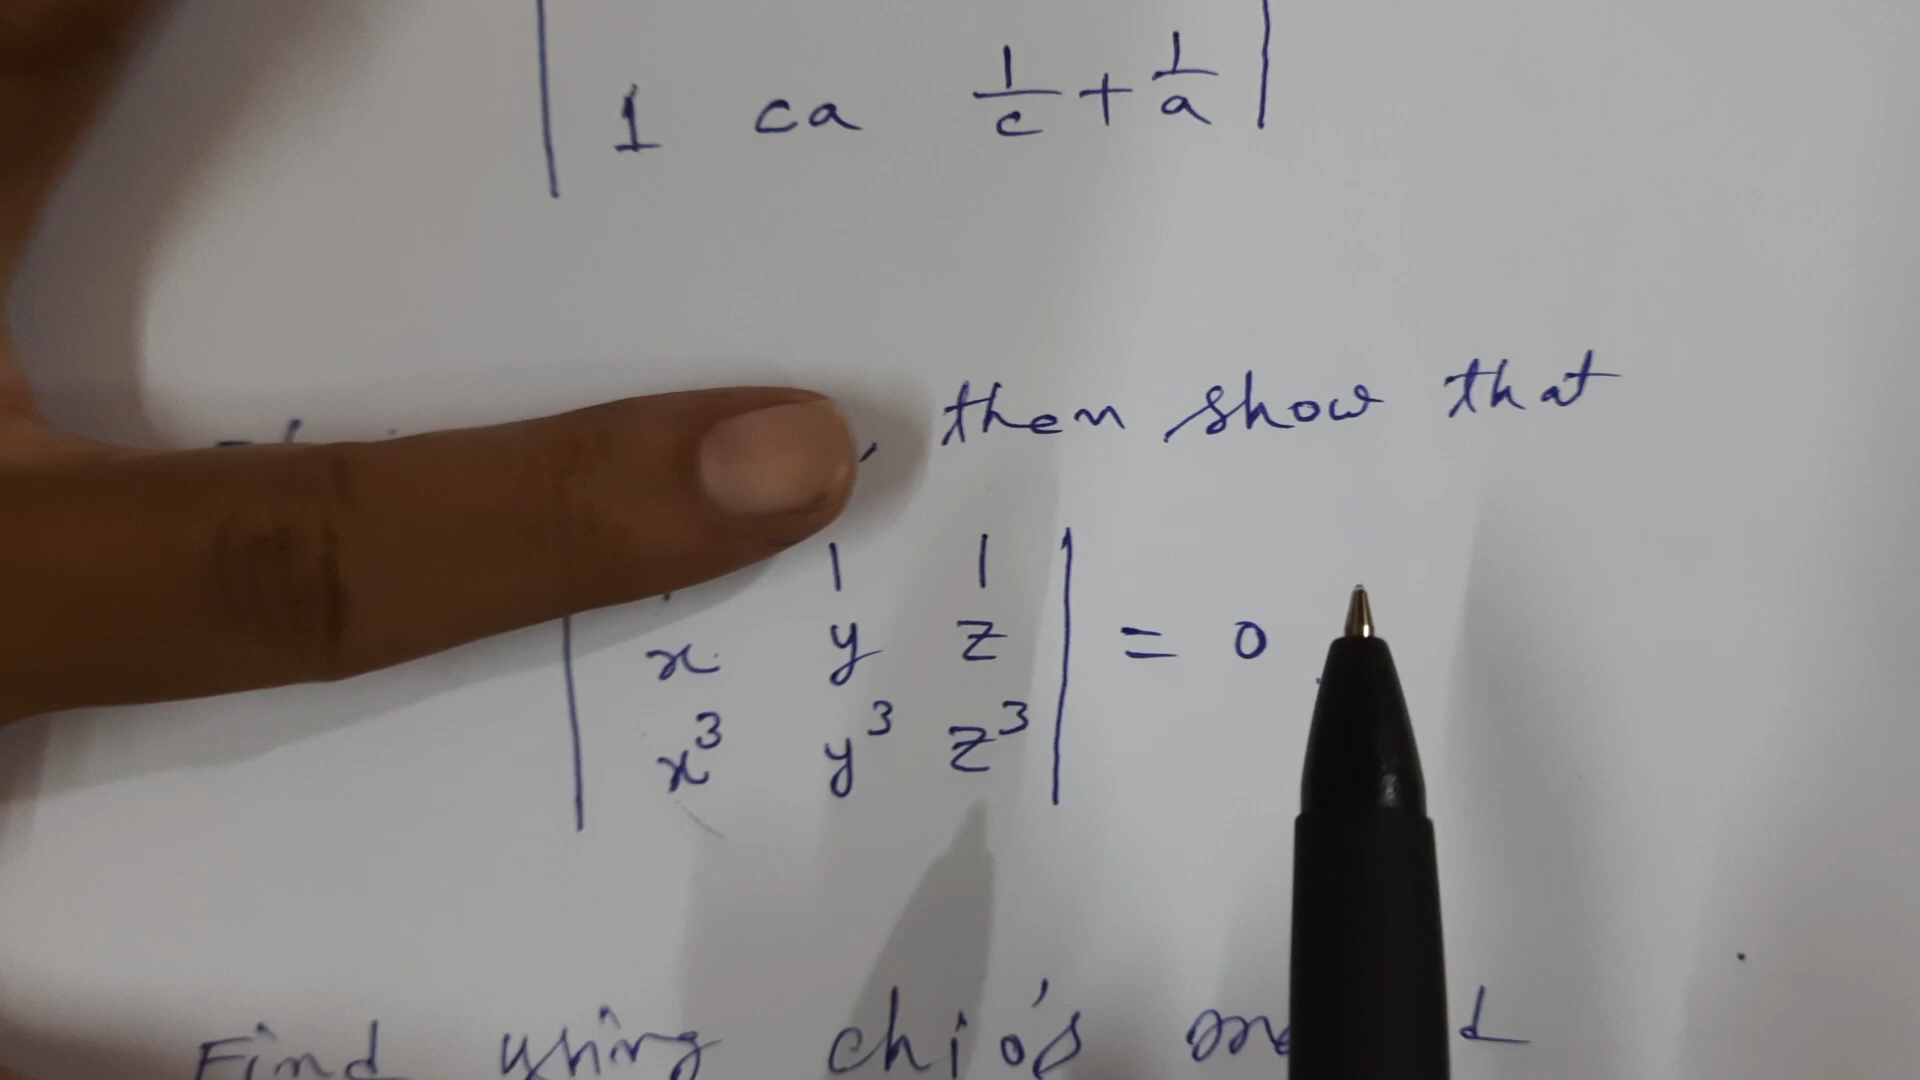 1 ca 1/c + 1/a
, then show that
1 1
x y z = 0
x³ y³ z³
Find using chio's